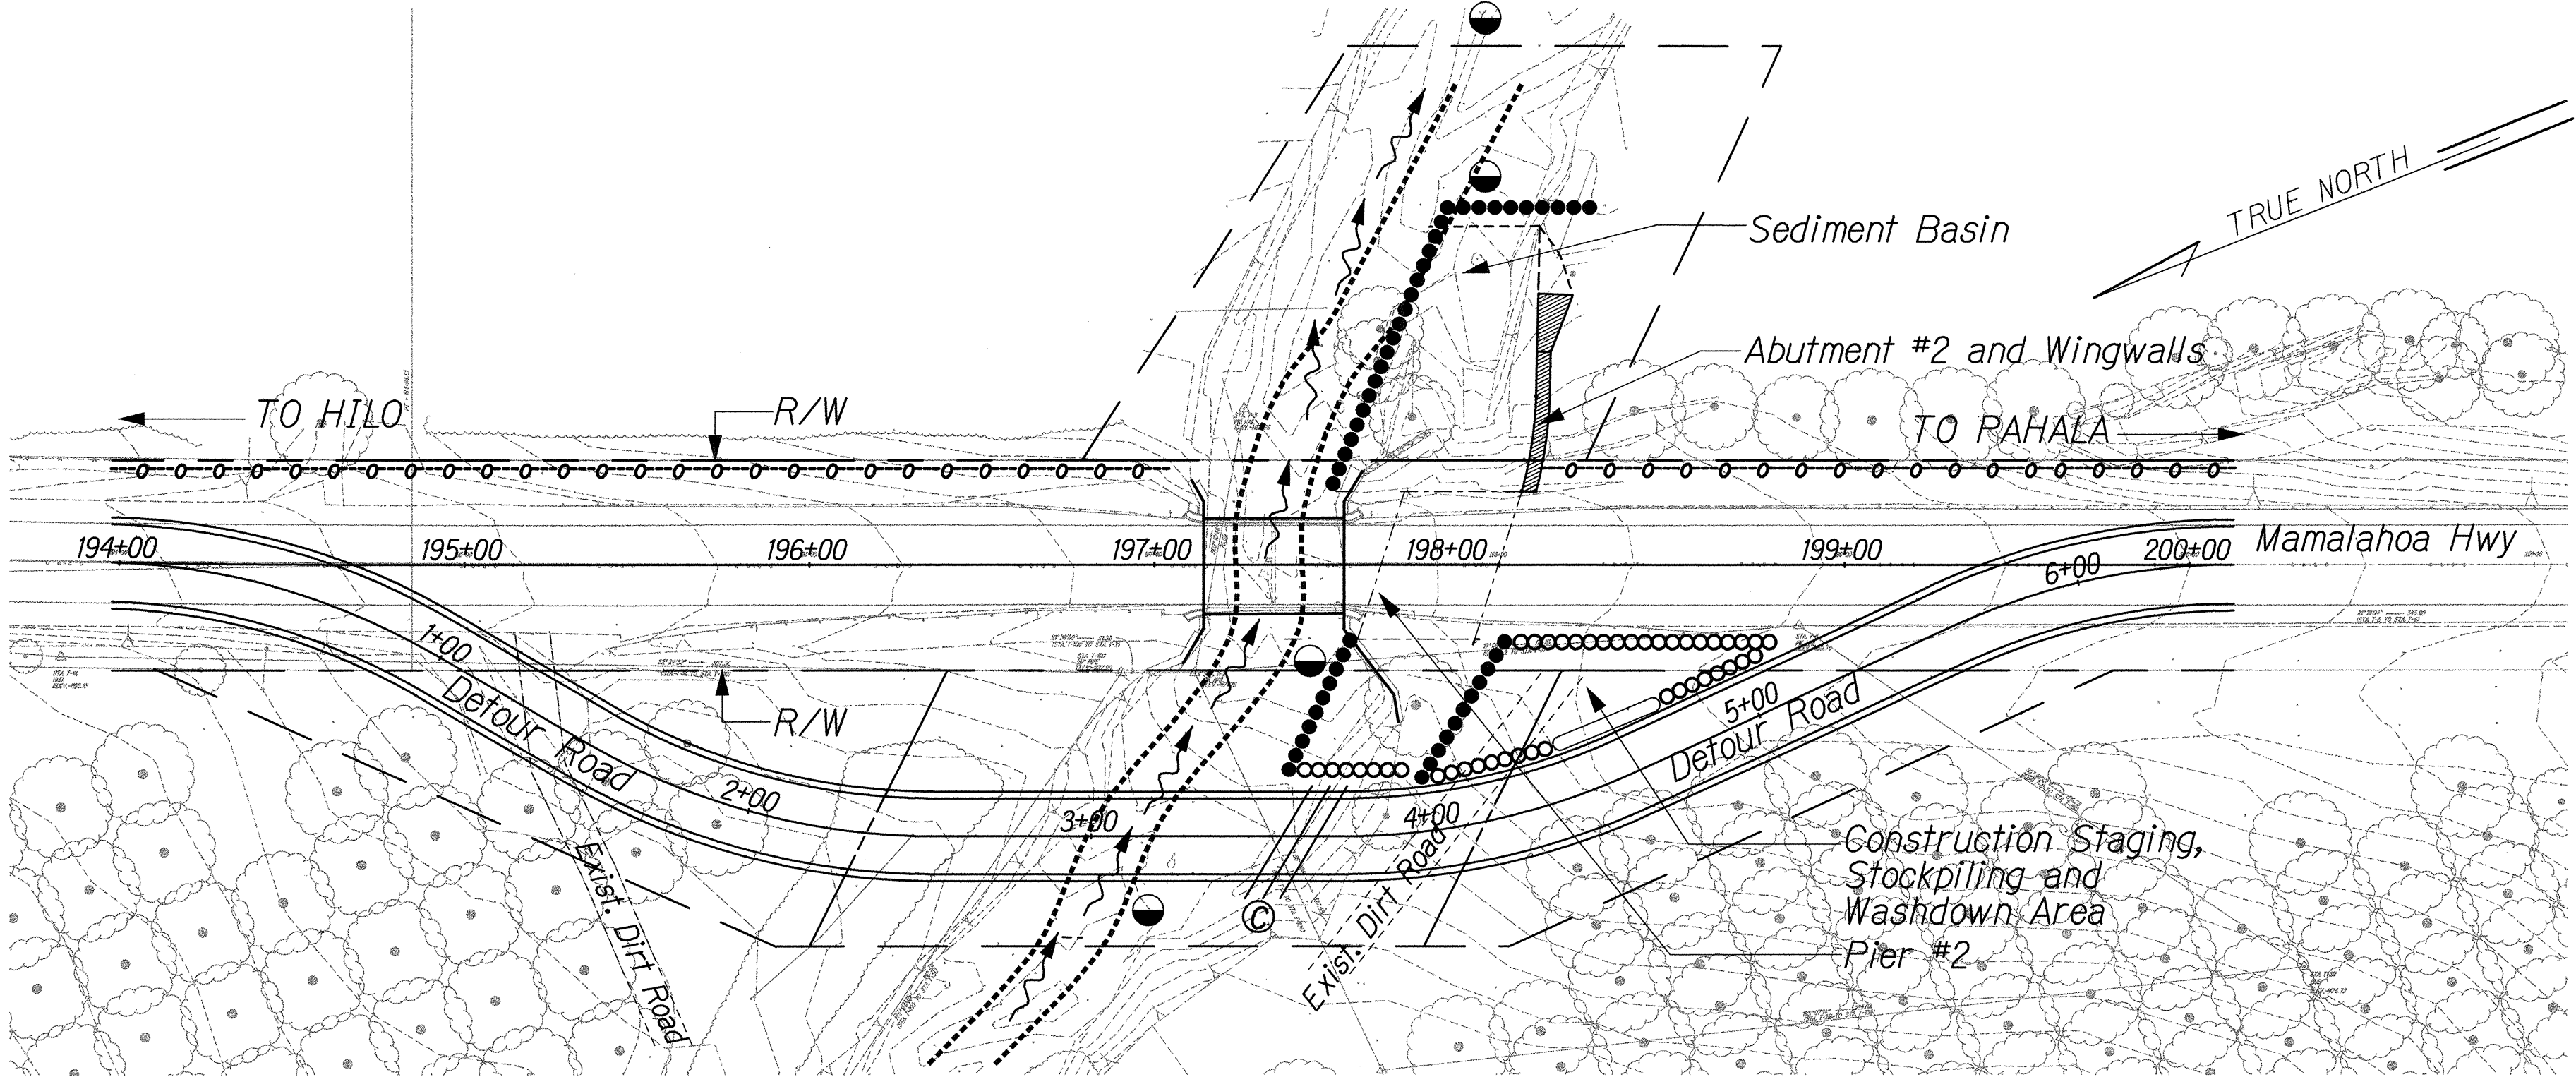 TRUE NORTH
Sediment Basin
Abutment #2 and Wingwalls
TO HILO
R/W
TO PAHALA
194+00
195+00
196+00
197+00
198+00
199+00
200+00
Mamalahoa Hwy
6+00
1+00
Detour Road
R/W
5+00
Detour Road
2+00
3+00
4+00
Exist. Dirt Road
Exist. Dirt Road
C
Construction Staging,
Stockpiling and
Washdown Area
Pier #2